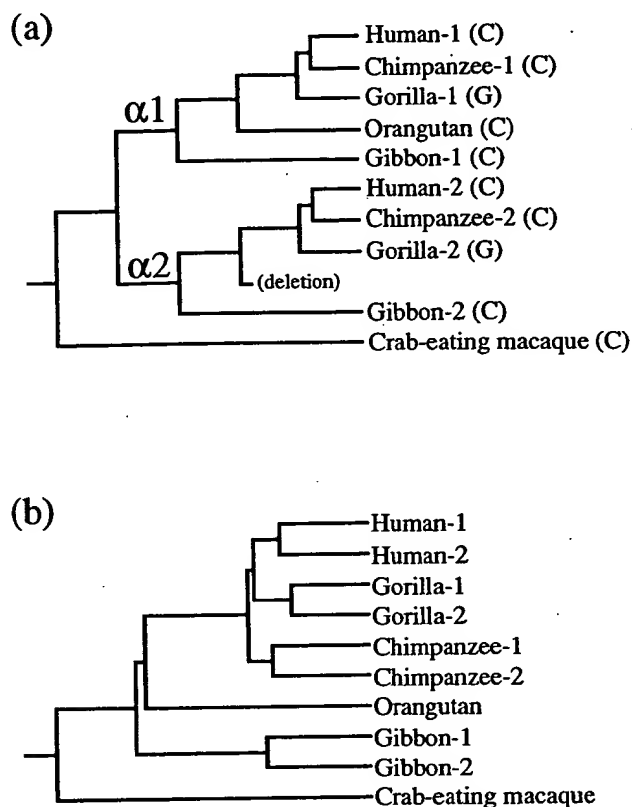 (a)
Human-1 (C)
Chimpanzee-1 (C)
α1
Gorilla-1 (G)
Orangutan (C)
Gibbon-1 (C)
Human-2 (C)
Chimpanzee-2 (C)
Gorilla-2 (G)
α2
(deletion)
Gibbon-2 (C)
Crab-eating macaque (C)
(b)
Human-1
Human-2
Gorilla-1
Gorilla-2
Chimpanzee-1
Chimpanzee-2
Orangutan
Gibbon-1
Gibbon-2
Crab-eating macaque